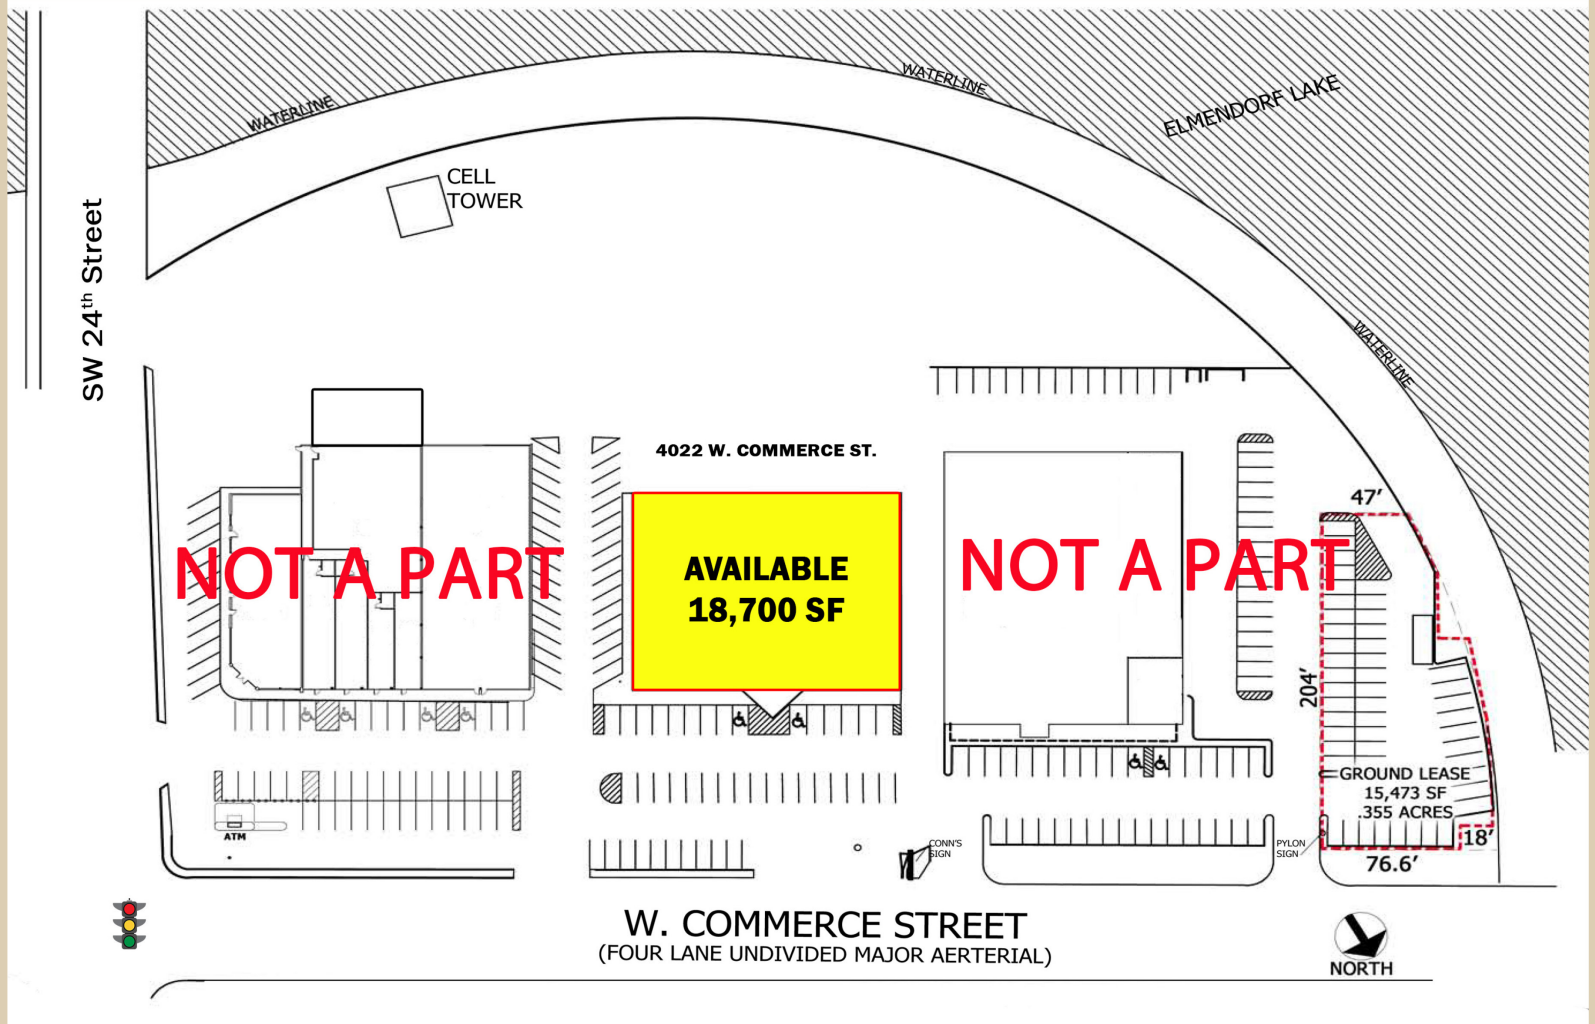 WATERLINE
WATERLINE
ELMENDORF LAKE
CELL
TOWER
SW 24th Street
WATERLINE
4022 W. COMMERCE ST.
47’
NOT A PART
AVAILABLE
18,700 SF
NOT A PART
204’
GROUND LEASE
15,473 SF
.355 ACRES
ATM
CONN'S
SIGN
PYLON
SIGN
18’
76.6’
W. COMMERCE STREET
(FOUR LANE UNDIVIDED MAJOR AERTERIAL)
NORTH